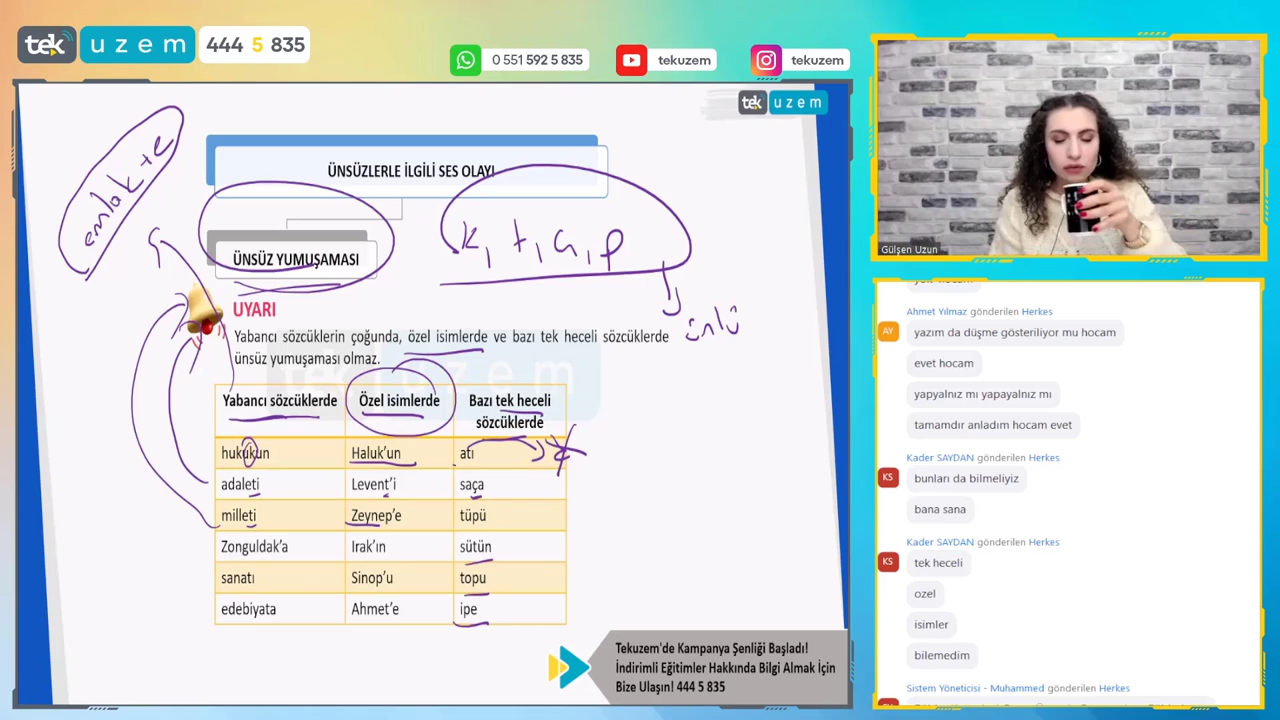 tek uzem 444 5 835
0 551 592 5 835
tekuzem
tekuzem
tek uzem
emlak+e
ÜNSÜZLERLE İLGİLİ SES OLAYI
k, t, ç, p
ÜNSÜZ YUMUŞAMASI
ünlü
UYARI
Yabancı sözcüklerin çoğunda, özel isimlerde ve bazı tek heceli sözcüklerde
ünsüz yumuşaması olmaz.
Yabancı sözcüklerde Özel isimlerde Bazı tek heceli
sözcüklerde
hukukun Haluk'un atı
adaleti Levent'i saça
milleti Zeynep'e tüpü
Zonguldak'a Irak'ın sütün
sanatı Sinop'u topu
edebiyata Ahmet'e ipe
Tekuzem'de Kampanya Şenliği Başladı!
İndirimli Eğitimler Hakkında Bilgi Almak İçin
Bize Ulaşın! 444 5 835
Gülşen Uzun
Ahmet Yılmaz gönderilen Herkes
AY
yazım da düşme gösteriliyor mu hocam
evet hocam
yapyalnız mı yapayalnız mı
tamamdır anladım hocam evet
Kader SAYDAN gönderilen Herkes
KS
bunları da bilmeliyiz
bana sana
Kader SAYDAN gönderilen Herkes
KS
tek heceli
ozel
isimler
bilemedim
Sistem Yöneticisi - Muhammed gönderilen Herkes